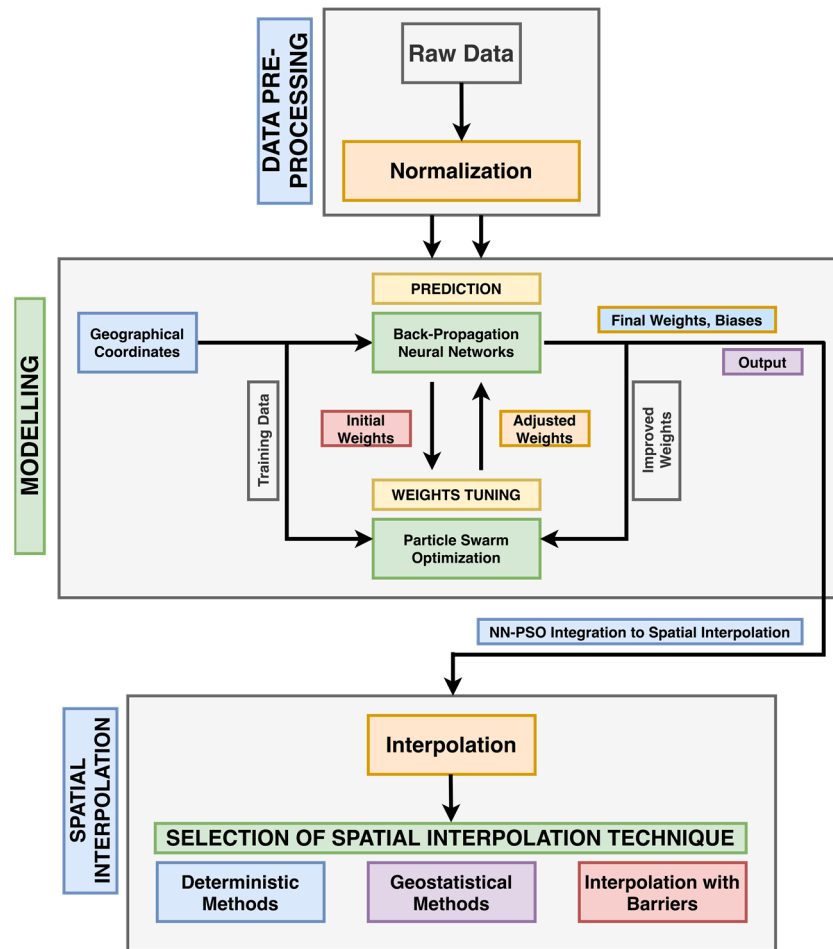 DATA PRE-
PROCESSING
Raw Data
Normalization
MODELLING
PREDICTION
Geographical
Coordinates
Back-Propagation
Neural Networks
Final Weights, Biases
Output
Training Data
Initial
Weights
Adjusted
Weights
Improved
Weights
WEIGHTS TUNING
Particle Swarm
Optimization
NN-PSO Integration to Spatial Interpolation
SPATIAL
INTERPOLATION
Interpolation
SELECTION OF SPATIAL INTERPOLATION TECHNIQUE
Deterministic
Methods
Geostatistical
Methods
Interpolation with
Barriers